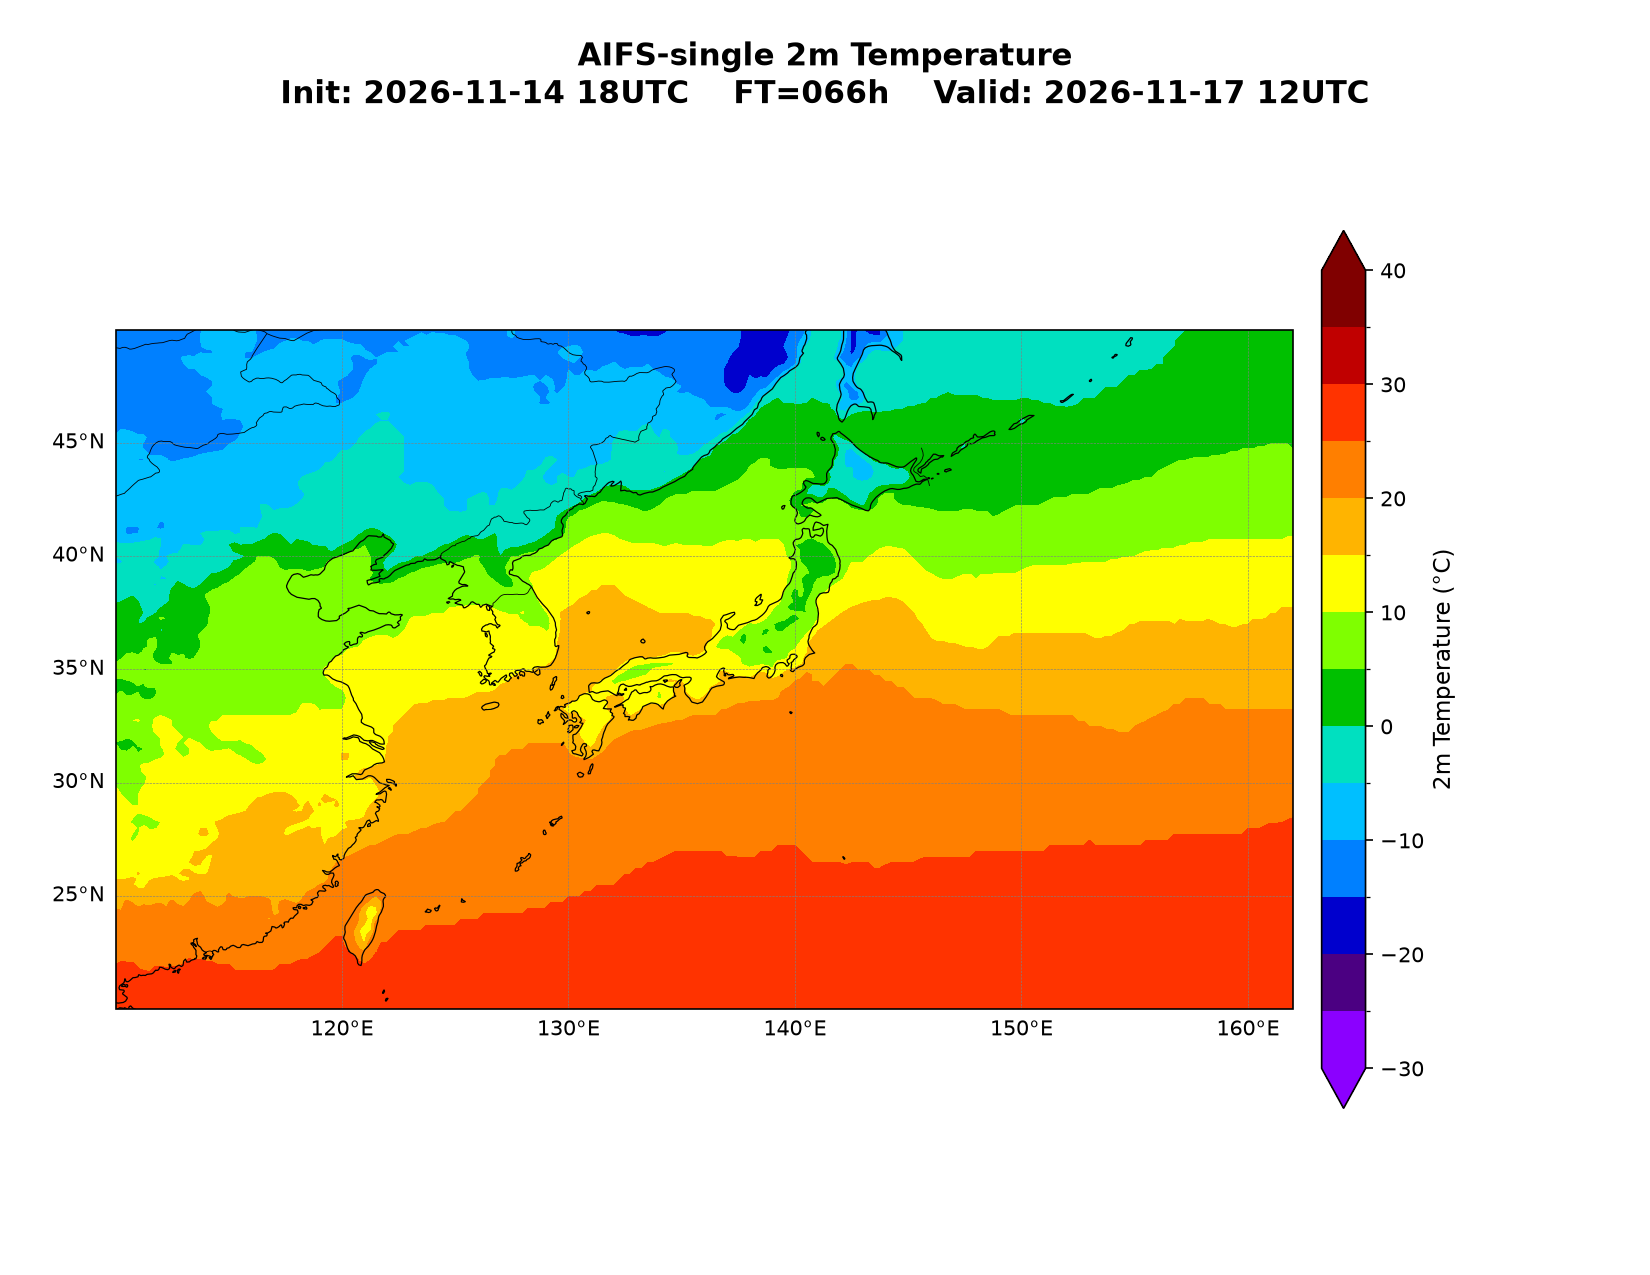 AIFS-single 2m Temperature
Init: 2026-11-14 18UTC    FT=066h    Valid: 2026-11-17 12UTC
45°N
40°N
35°N
30°N
25°N
120°E
130°E
140°E
150°E
160°E
40
30
20
10
0
−10
−20
−30
2m Temperature (°C)